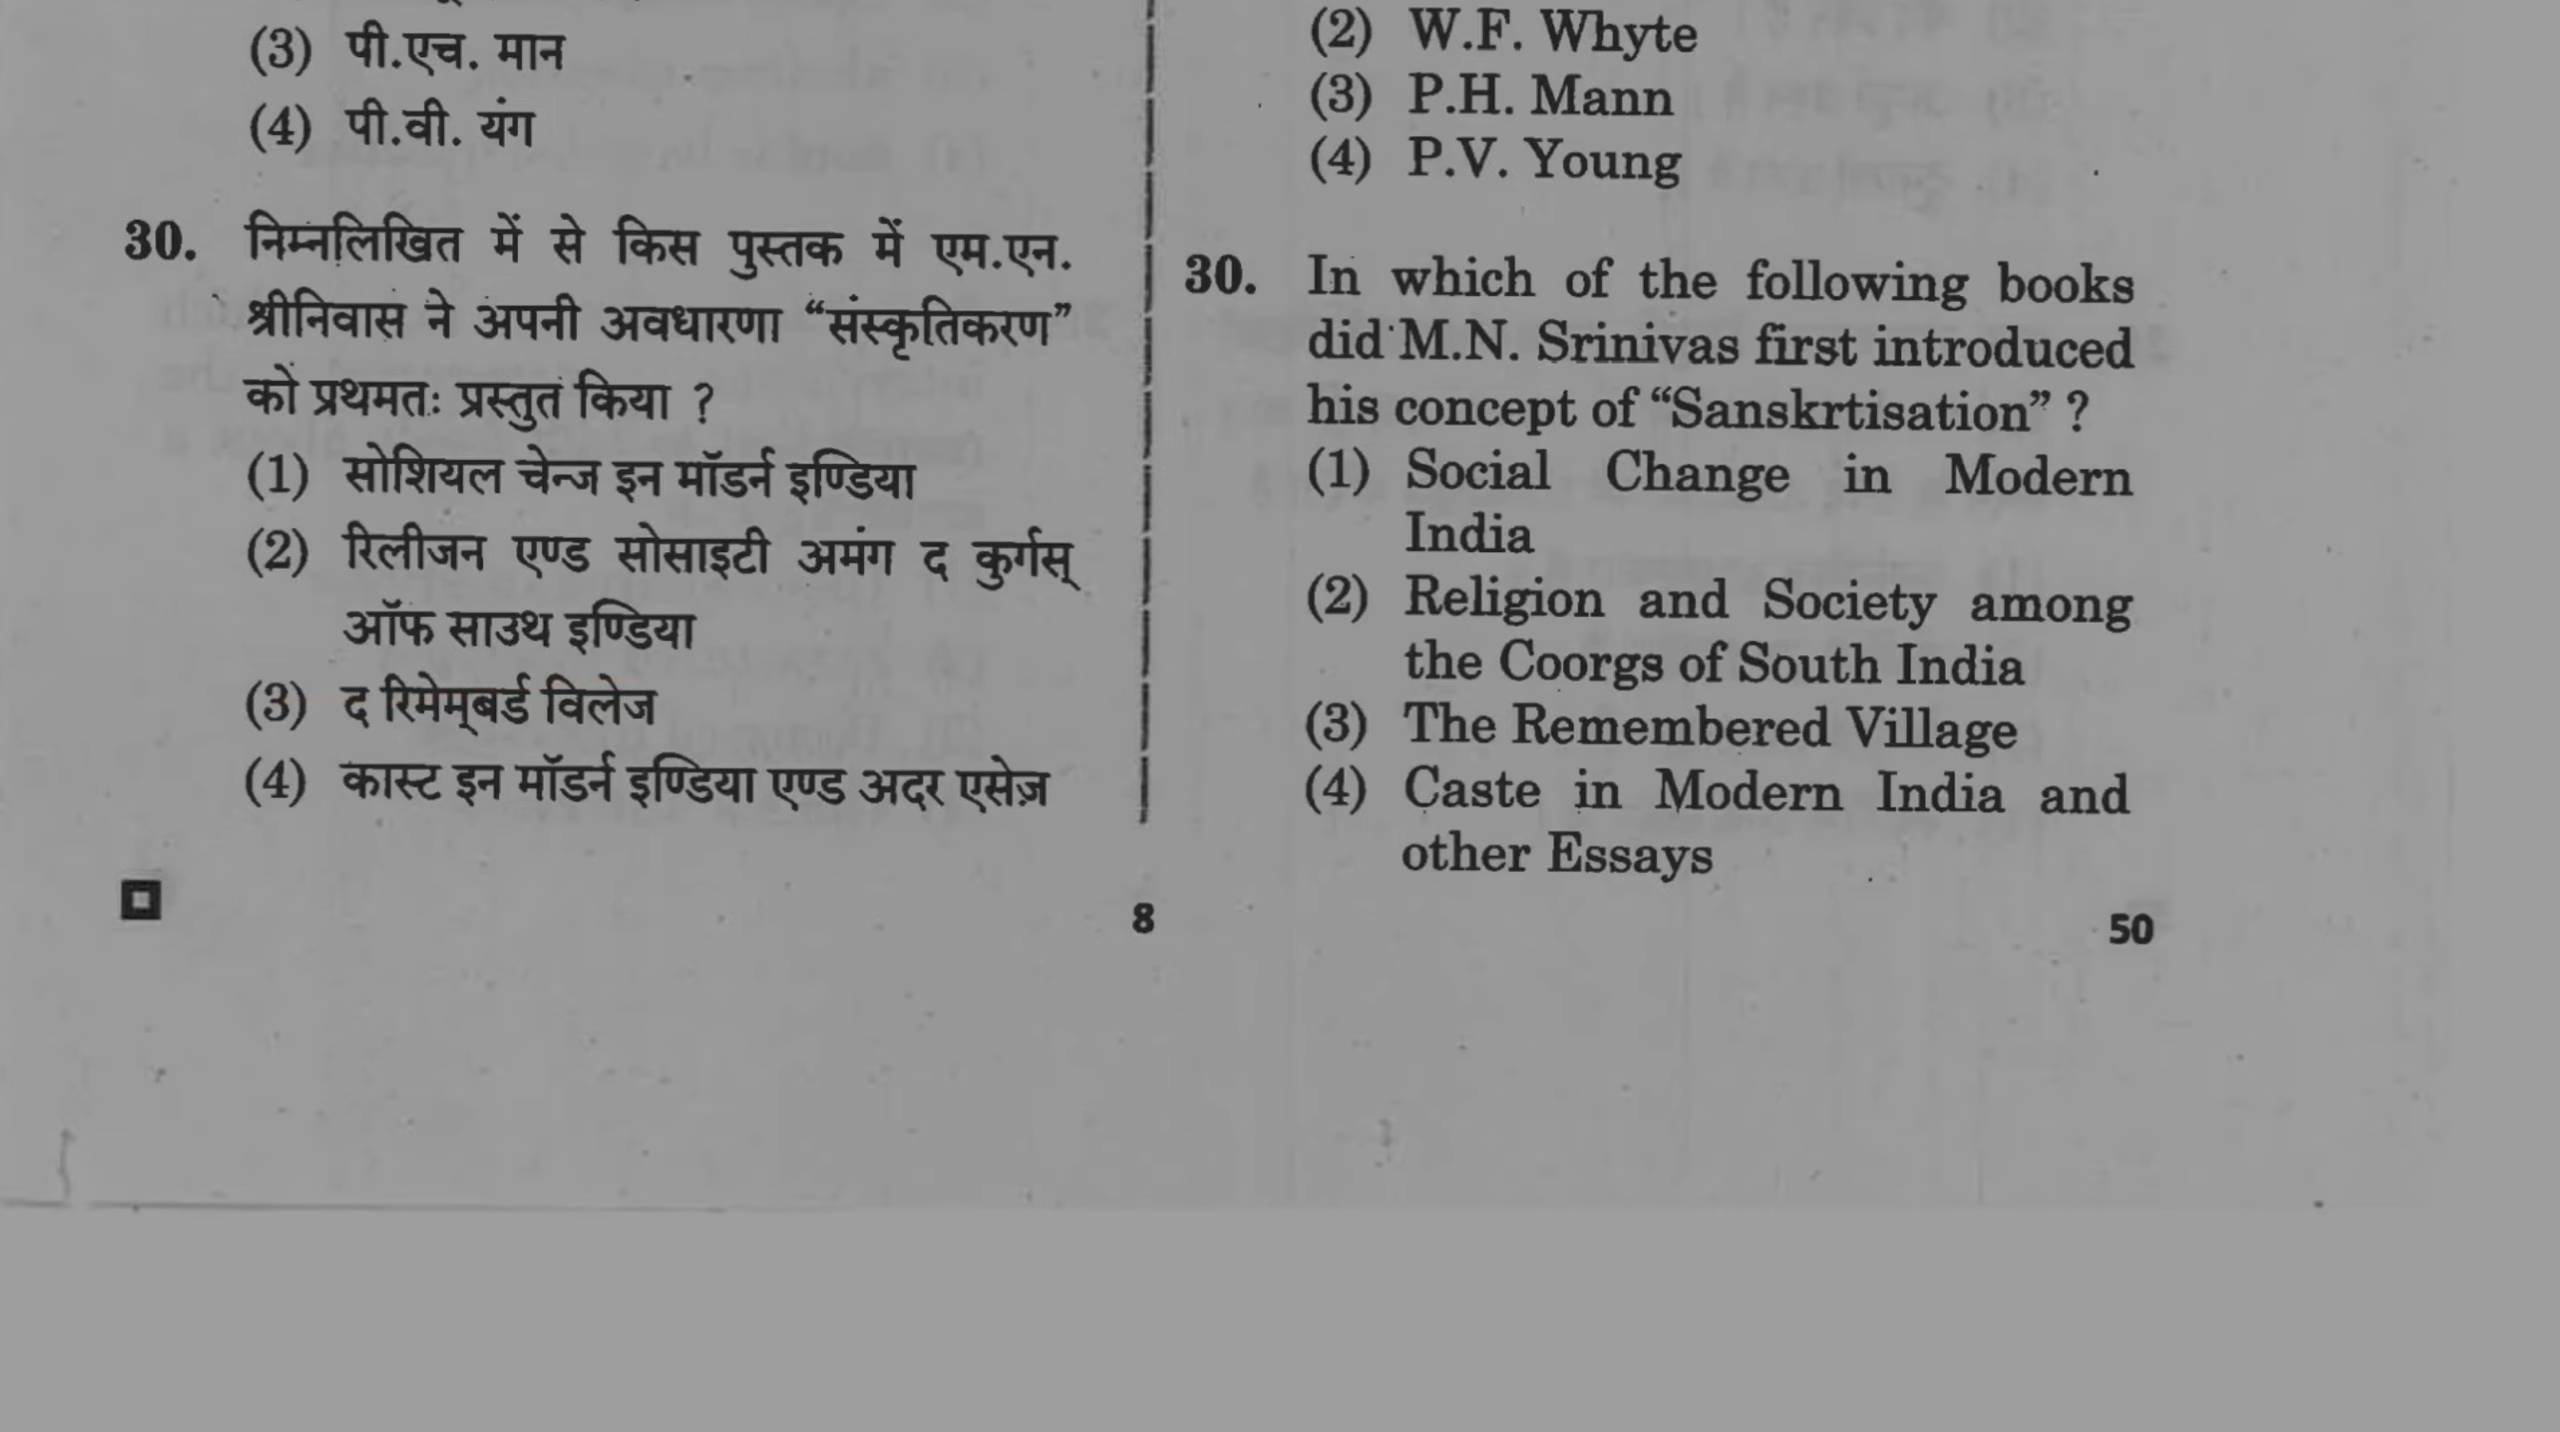 (3) पी.एच. मान
(4) पी.वी. यंग
30. निम्नलिखित में से किस पुस्तक में एम.एन.
श्रीनिवास ने अपनी अवधारणा “संस्कृतिकरण”
को प्रथमतः प्रस्तुत किया ?
(1) सोशियल चेन्ज इन मॉडर्न इण्डिया
(2) रिलीजन एण्ड सोसाइटी अमंग द कुर्गस्
ऑफ साउथ इण्डिया
(3) द रिमेम्बर्ड विलेज
(4) कास्ट इन मॉडर्न इण्डिया एण्ड अदर एसेज़
(2) W.F. Whyte
(3) P.H. Mann
(4) P.V. Young
30. In which of the following books
did M.N. Srinivas first introduced
his concept of “Sanskrtisation” ?
(1) Social Change in Modern
India
(2) Religion and Society among
the Coorgs of South India
(3) The Remembered Village
(4) Caste in Modern India and
other Essays
8
50